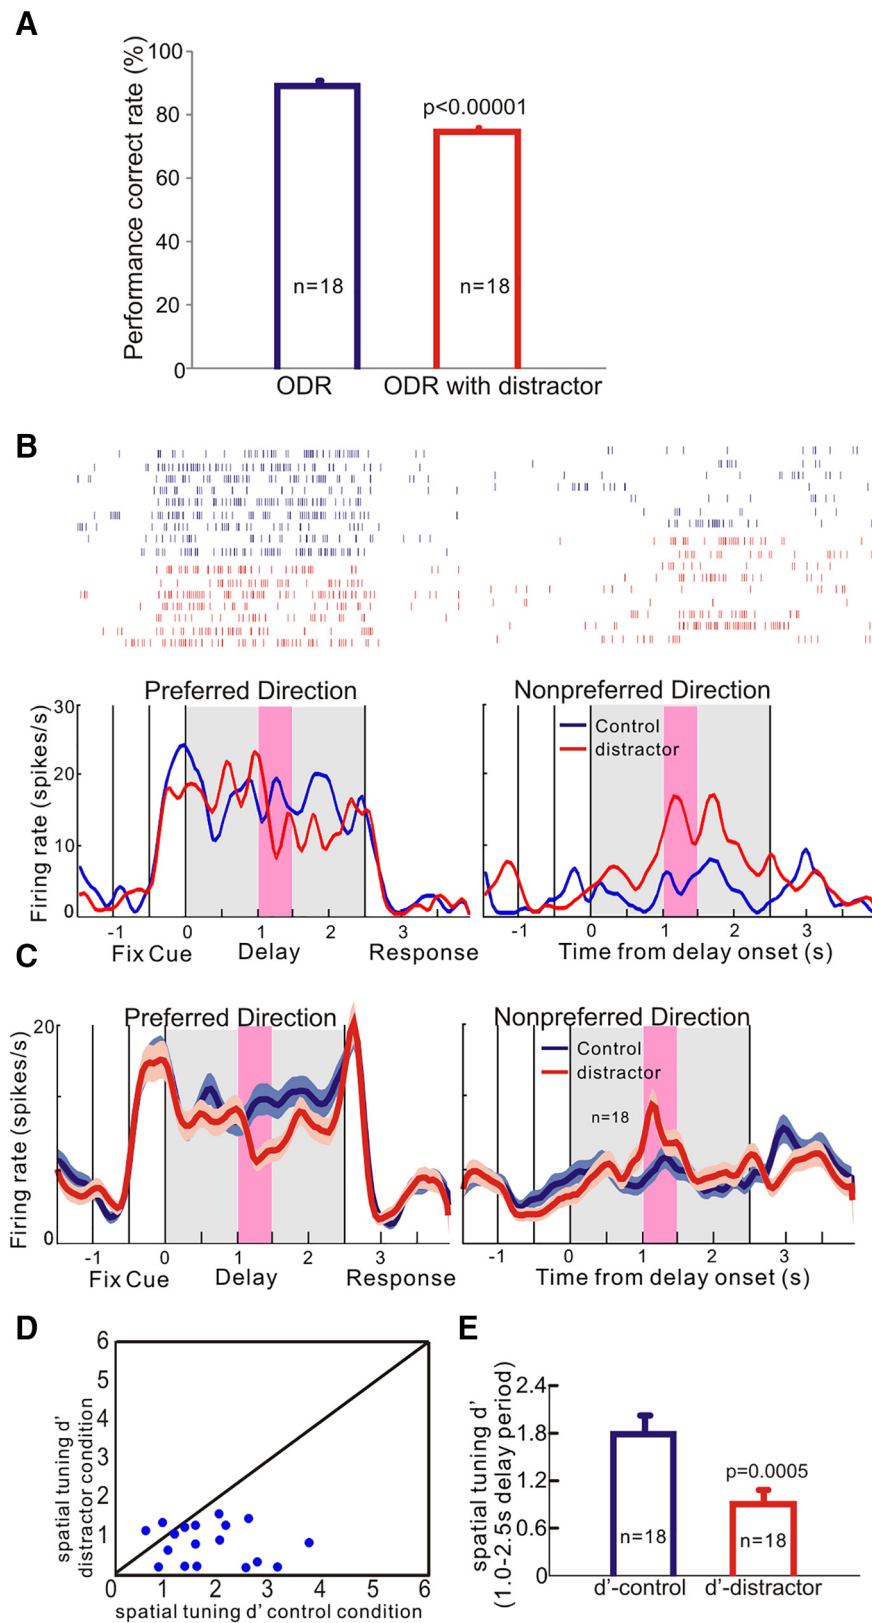 A
Performance correct rate (%)
100
80
60
40
20
0
p<0.00001
n=18
n=18
ODR
ODR with distractor
B
Preferred Direction
Nonpreferred Direction
Firing rate (spikes/s)
30
20
10
0
Control
distractor
-1
0
1
2
3
-1
0
1
2
3
Fix Cue
Delay
Response
Time from delay onset (s)
C
Preferred Direction
Nonpreferred Direction
Firing rate (spikes/s)
20
0
Control
distractor
n=18
-1
0
1
2
3
-1
0
1
2
3
Fix Cue
Delay
Response
Time from delay onset (s)
D
spatial tuning d'
distractor condition
6
5
4
3
2
1
0
1
2
3
4
5
6
spatial tuning d' control condition
E
spatial tuning d'
(1.0-2.5s delay period)
2.4
1.8
1.2
0.6
0
p=0.0005
n=18
n=18
d'-control
d'-distractor